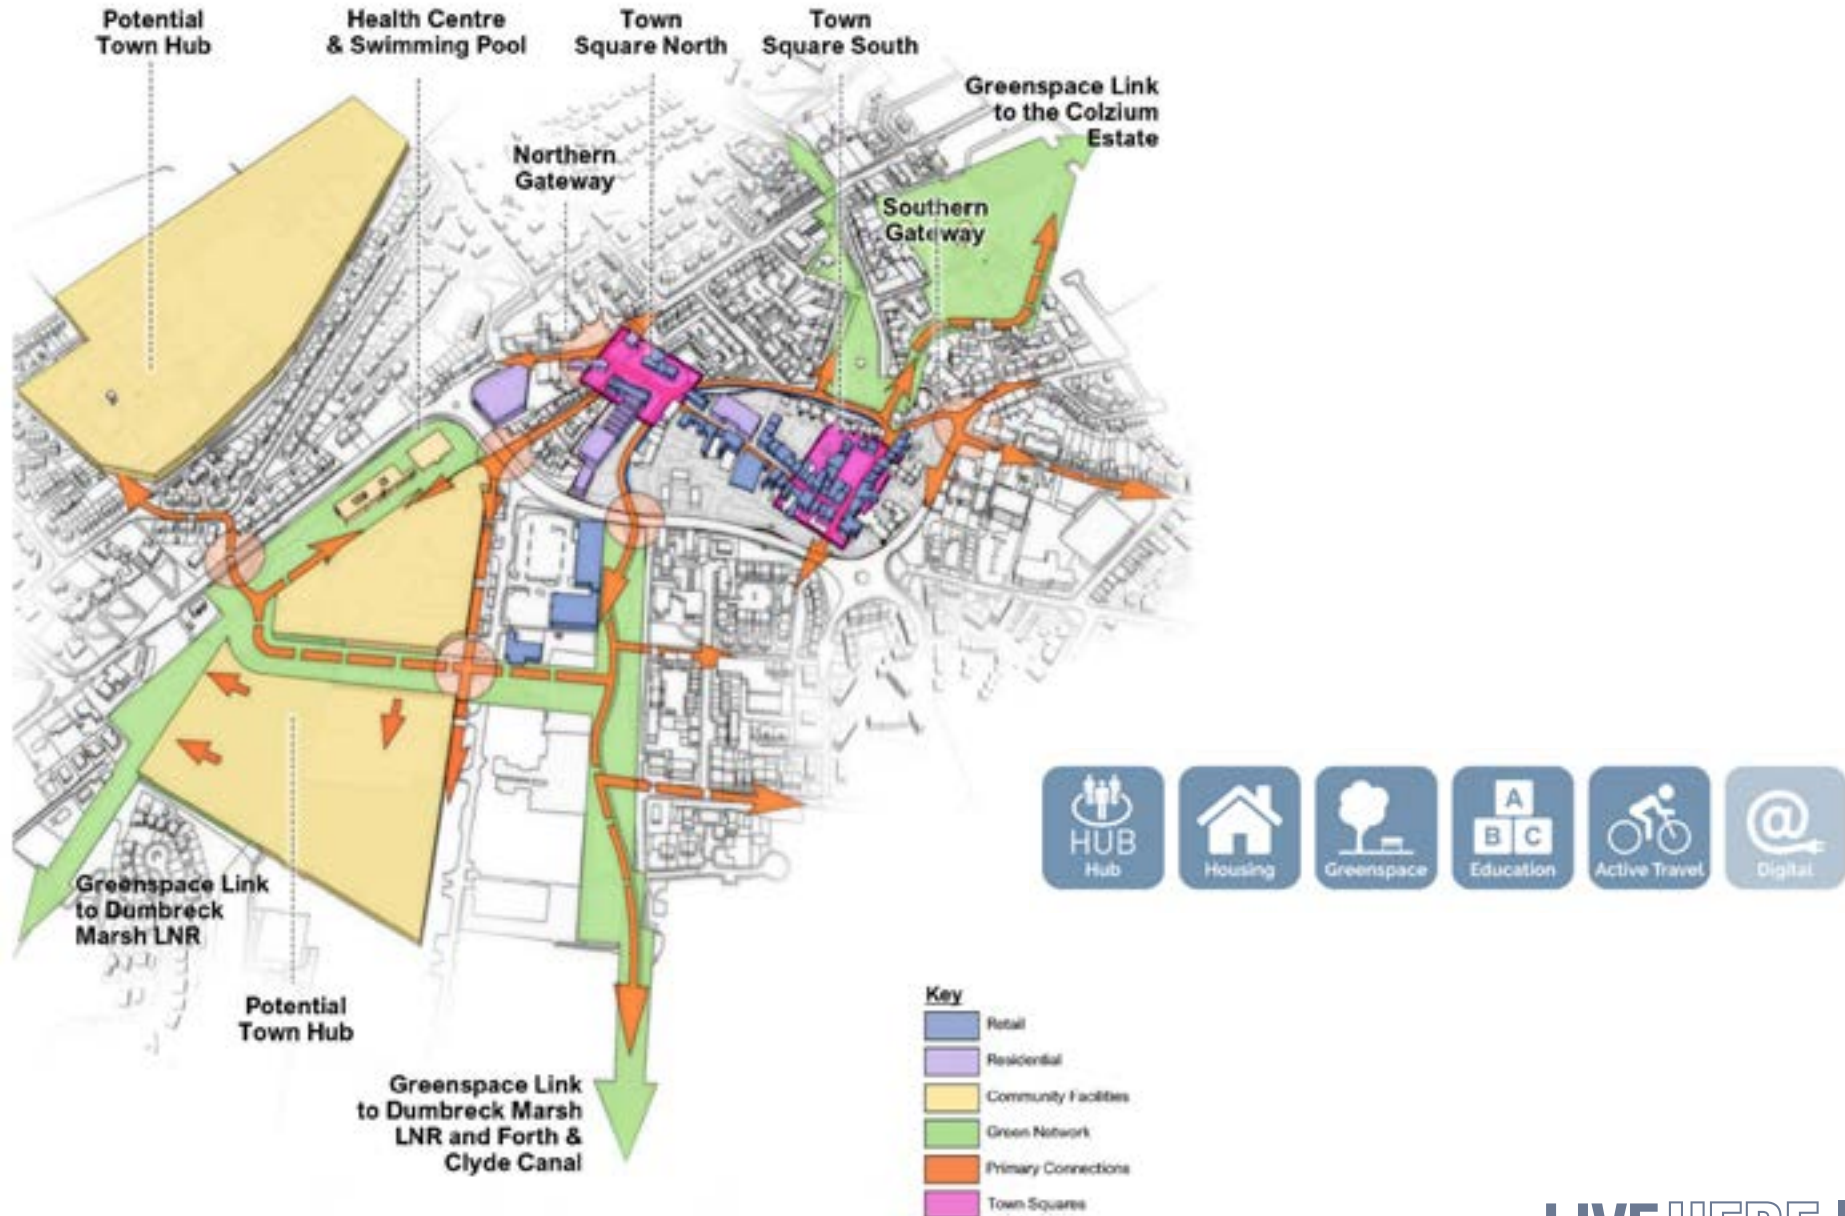 Potential
Town Hub
Health Centre
& Swimming Pool
Town
Square North
Town
Square South
Greenspace Link
to the Colzium
Estate
Northern
Gateway
Southern
Gateway
HUB
Hub
Housing
Greenspace
A
B C
Education
Active Travel
@
Digital
Greenspace Link
to Dumbreck
Marsh LNR
Potential
Town Hub
Greenspace Link
to Dumbreck Marsh
LNR and Forth &
Clyde Canal
Key
Retail
Residential
Community Facilities
Green Network
Primary Connections
Town Squares
LIVE HERE